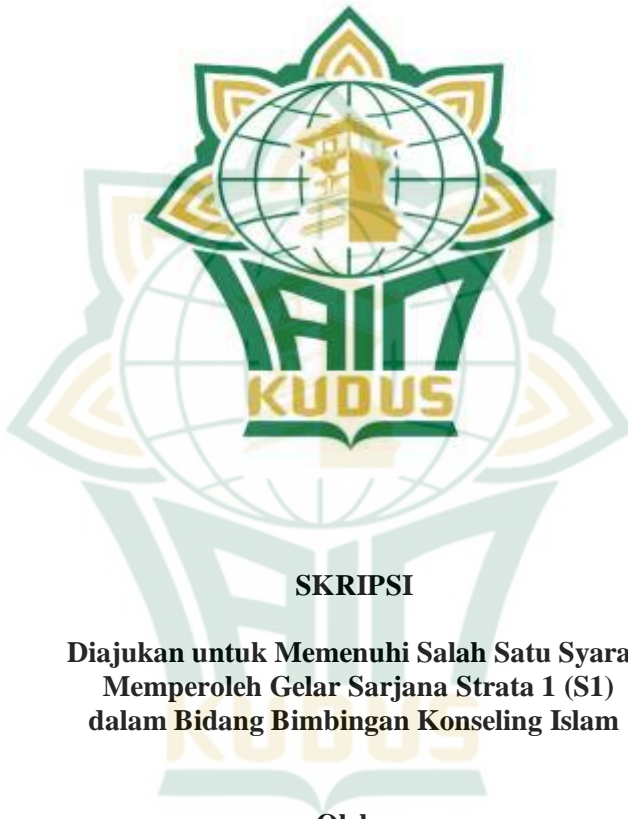 IAIN
KUDUS
SKRIPSI
Diajukan untuk Memenuhi Salah Satu Syara
Memperoleh Gelar Sarjana Strata 1 (S1)
dalam Bidang Bimbingan Konseling Islam